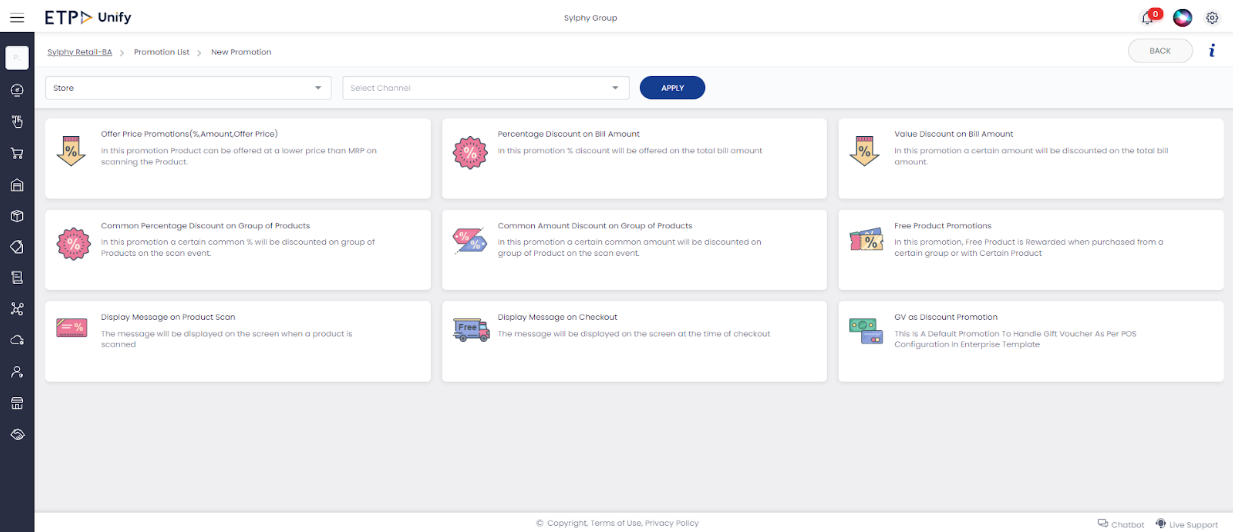 ETP Unify
Sylphy Group
0
Sylphy Retail-BA > Promotion List > New Promotion
BACK
i
Store
Select Channel
APPLY
Offer Price Promotions(%,Amount,Offer Price)
In this promotion Product can be offered at a lower price than MRP on
scanning the Product.
Percentage Discount on Bill Amount
In this promotion % discount will be offered on the total bill amount
Value Discount on Bill Amount
In this promotion a certain amount will be discounted on the total bill
amount.
Common Percentage Discount on Group of Products
In this promotion a certain common % will be discounted on group of
Products on the scan event.
Common Amount Discount on Group of Products
In this promotion a certain common amount will be discounted on
group of Product on the scan event.
Free Product Promotions
In this promotion, Free Product is Rewarded when purchased from a
certain group or with Certain Product
Display Message on Product Scan
The message will be displayed on the screen when a product is
scanned
Free
Display Message on Checkout
The message will be displayed on the screen at the time of checkout
GV as Discount Promotion
This Is A Default Promotion To Handle Gift Voucher As Per POS
Configuration In Enterprise Template
© Copyright, Terms of Use, Privacy Policy
Chatbot
Live Support